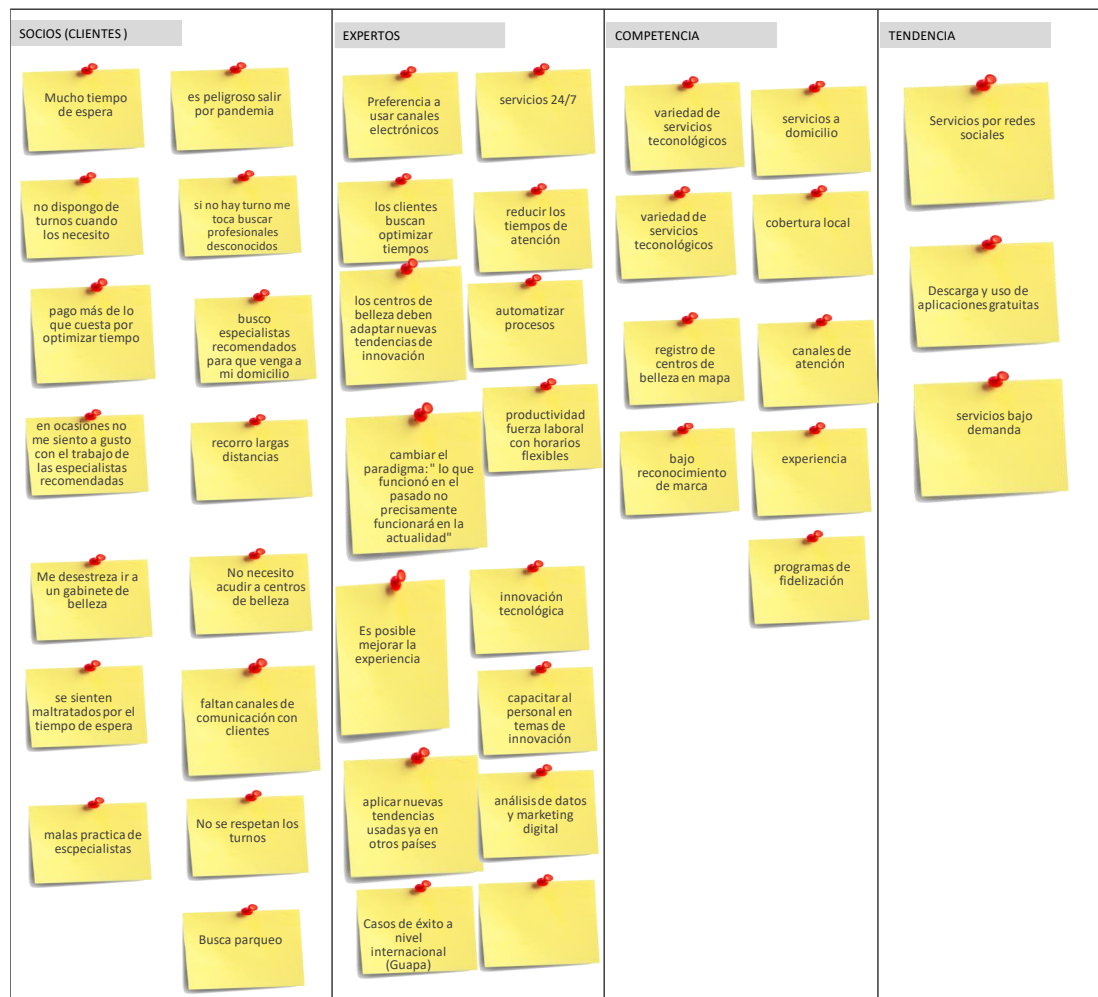 SOCIOS (CLIENTES )
Mucho tiempo
de espera
es peligroso salir
por pandemia
no dispongo de
turnos cuando
los necesito
si no hay turno me
toca buscar
profesionales
desconocidos
pago más de lo
que cuesta por
optimizar tiempo
busco
especialistas
recomendados
para que venga a
mi domicilio
en ocasiones no
me siento a gusto
con el trabajo de
las especialistas
recomendadas
recorro largas
distancias
Me desestreza ir a
un gabinete de
belleza
No necesito
acudir a centros
de belleza
se sienten
maltratados por el
tiempo de espera
faltan canales de
comunicación con
clientes
malas practica de
escpecialistas
No se respetan los
turnos
Busca parqueo
EXPERTOS
Preferencia a
usar canales
electrónicos
servicios 24/7
los clientes
buscan
optimizar
tiempos
reducir los
tiempos de
atención
los centros de
belleza deben
adaptar nuevas
tendencias de
innovación
automatizar
procesos
cambiar el
paradigma: " lo que
funcionó en el
pasado no
precisamente
funcionará en la
actualidad"
productividad
fuerza laboral
con horarios
flexibles
Es posible
mejorar la
experiencia
innovación
tecnológica
capacitar al
personal en
temas de
innovación
aplicar nuevas
tendencias
usadas ya en
otros países
análisis de datos
y marketing
digital
Casos de éxito a
nivel
internacional
(Guapa)
COMPETENCIA
variedad de
servicios
teconológicos
servicios a
domicilio
variedad de
servicios
teconológicos
cobertura local
registro de
centros de
belleza en mapa
canales de
atención
bajo
reconocimiento
de marca
experiencia
programas de
fidelización
TENDENCIA
Servicios por redes
sociales
Descarga y uso de
aplicaciones gratuitas
servicios bajo
demanda